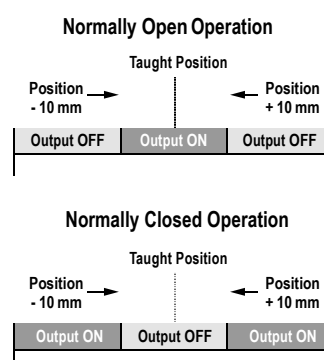 Normally Open Operation
Taught Position
Position - 10 mm
Position + 10 mm
Output OFF Output ON Output OFF
Normally Closed Operation
Taught Position
Position - 10 mm
Position + 10 mm
Output ON Output OFF Output ON